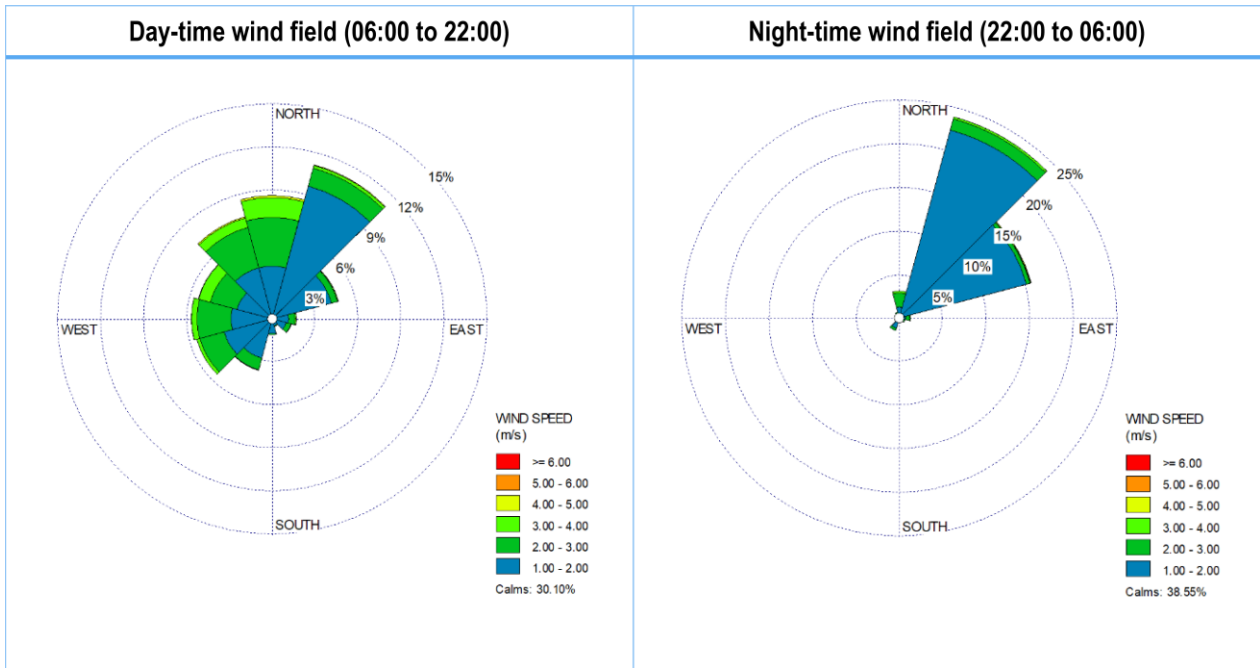 Day-time wind field (06:00 to 22:00)
Night-time wind field (22:00 to 06:00)
NORTH
15%
12%
9%
6%
3%
WEST
EAST
SOUTH
WIND SPEED
(m/s)
>= 6.00
5.00 - 6.00
4.00 - 5.00
3.00 - 4.00
2.00 - 3.00
1.00 - 2.00
Calms: 30.10%
NORTH
25%
20%
15%
10%
5%
WEST
EAST
SOUTH
WIND SPEED
(m/s)
>= 6.00
5.00 - 6.00
4.00 - 5.00
3.00 - 4.00
2.00 - 3.00
1.00 - 2.00
Calms: 38.55%